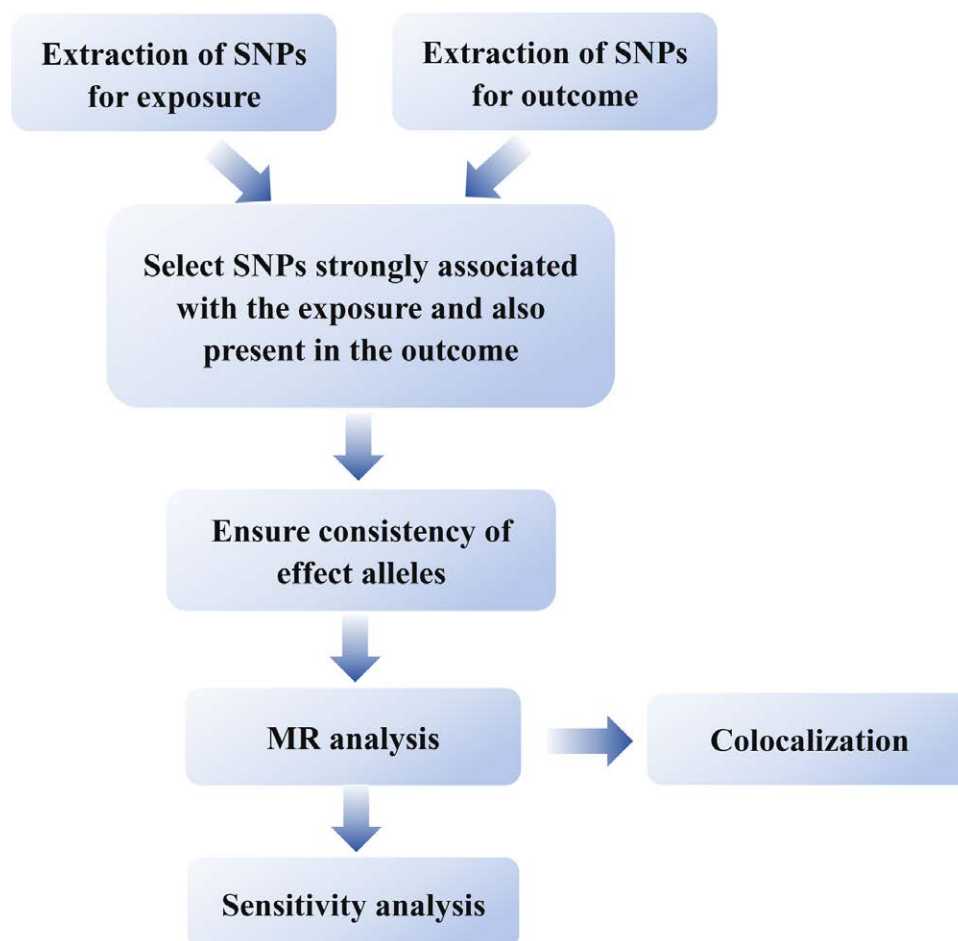 Extraction of SNPs
for exposure
Extraction of SNPs
for outcome
Select SNPs strongly associated
with the exposure and also
present in the outcome
Ensure consistency of
effect alleles
MR analysis
Colocalization
Sensitivity analysis